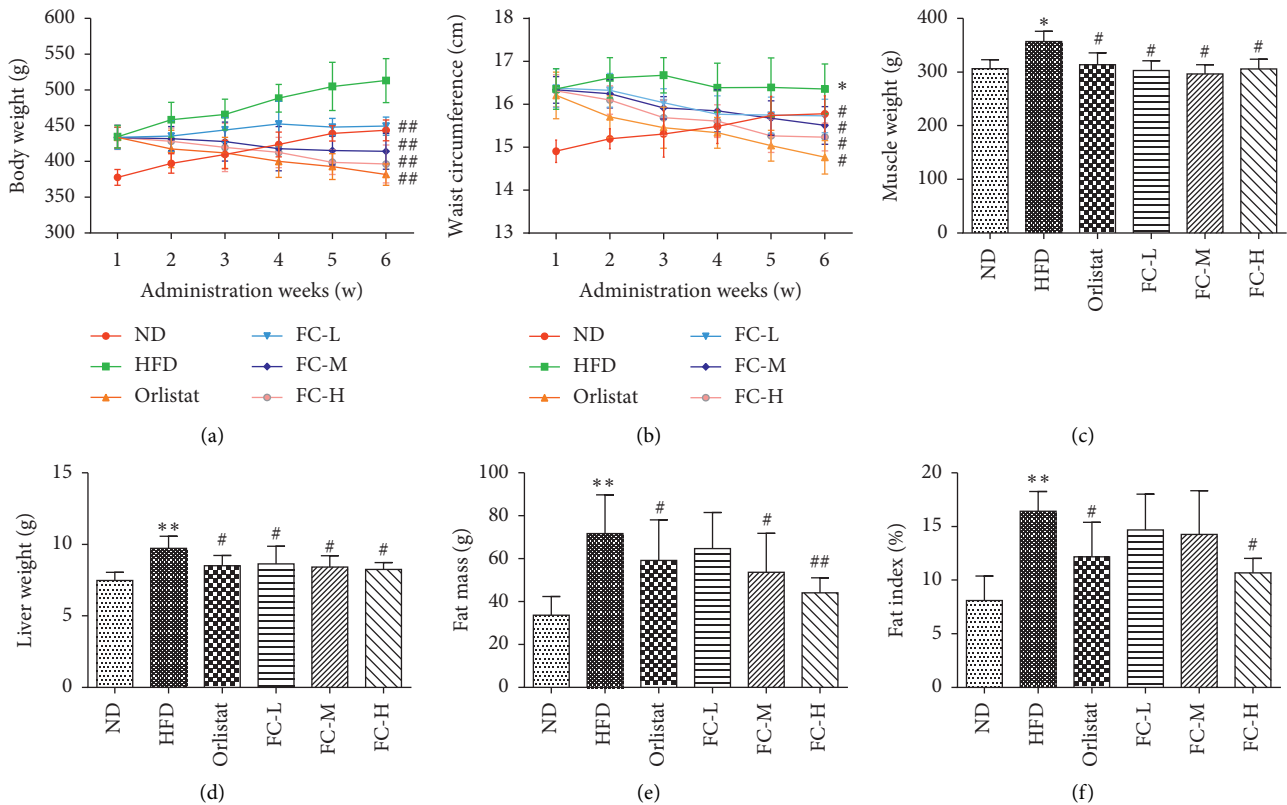 Body weight (g)
600
550
500
450
400
350
300
##
##
##
##
1 2 3 4 5 6
Administration weeks (w)
ND
HFD
Orlistat
FC-L
FC-M
FC-H
(a)
Waist circumference (cm)
18
17
16
15
14
13
*
#
#
#
#
1 2 3 4 5 6
Administration weeks (w)
ND
HFD
Orlistat
FC-L
FC-M
FC-H
(b)
Muscle weight (g)
400
300
200
100
0
* # # # #
ND HFD Orlistat FC-L FC-M FC-H
(c)
Liver weight (g)
15
10
5
0
** # # # #
ND HFD Orlistat FC-L FC-M FC-H
(d)
Fat mass (g)
100
80
60
40
20
0
** # # ##
ND HFD Orlistat FC-L FC-M FC-H
(e)
Fat index (%)
20
15
10
5
0
** # #
ND HFD Orlistat FC-L FC-M FC-H
(f)